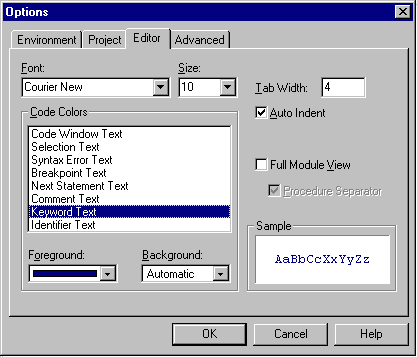 Options
Environment Project Editor Advanced
Font: Size:
Courier New 10 Tab Width: 4
Code Colors Auto Indent
Code Window Text
Selection Text
Syntax Error Text
Breakpoint Text
Next Statement Text
Comment Text
Keyword Text
Identifier Text
Full Module View
Procedure Separator
Foreground: Background:
Automatic
Sample
AaBbCcXxYyZz
OK Cancel Help